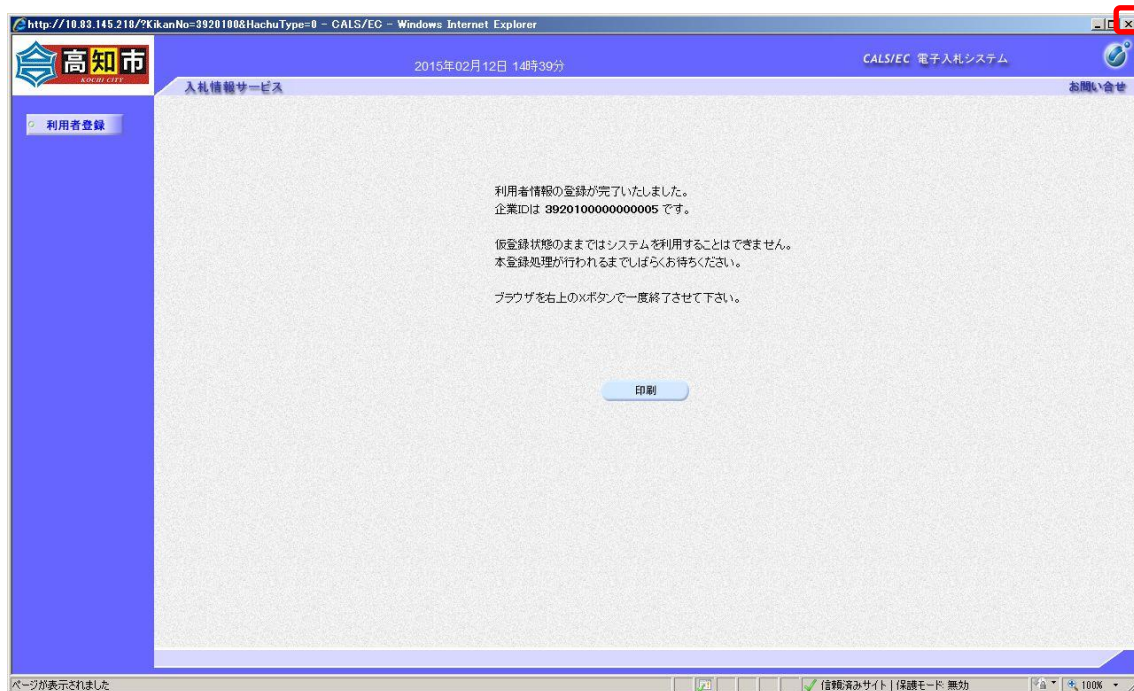 http://10.83.145.218/?KikanNo=3920100&HachuType=0 - CALS/EC - Windows Internet Explorer
高知市
KOCHI CITY
2015年02月12日 14時39分
CALS/EC 電子入札システム
入札情報サービス
お問い合せ
利用者登録
利用者情報の登録が完了いたしました。
企業IDは 3920100000000005 です。
仮登録状態のままではシステムを利用することはできません。
本登録処理が行われるまでしばらくお待ちください。
ブラウザを右上の×ボタンで一度終了させて下さい。
印刷
ページが表示されました
信頼済みサイト | 保護モード: 無効
100%